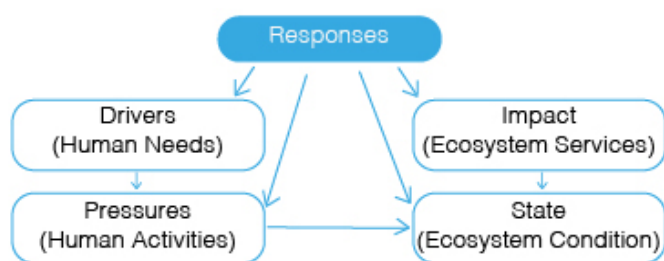 Responses
Drivers
(Human Needs)
Impact
(Ecosystem Services)
Pressures
(Human Activities)
State
(Ecosystem Condition)